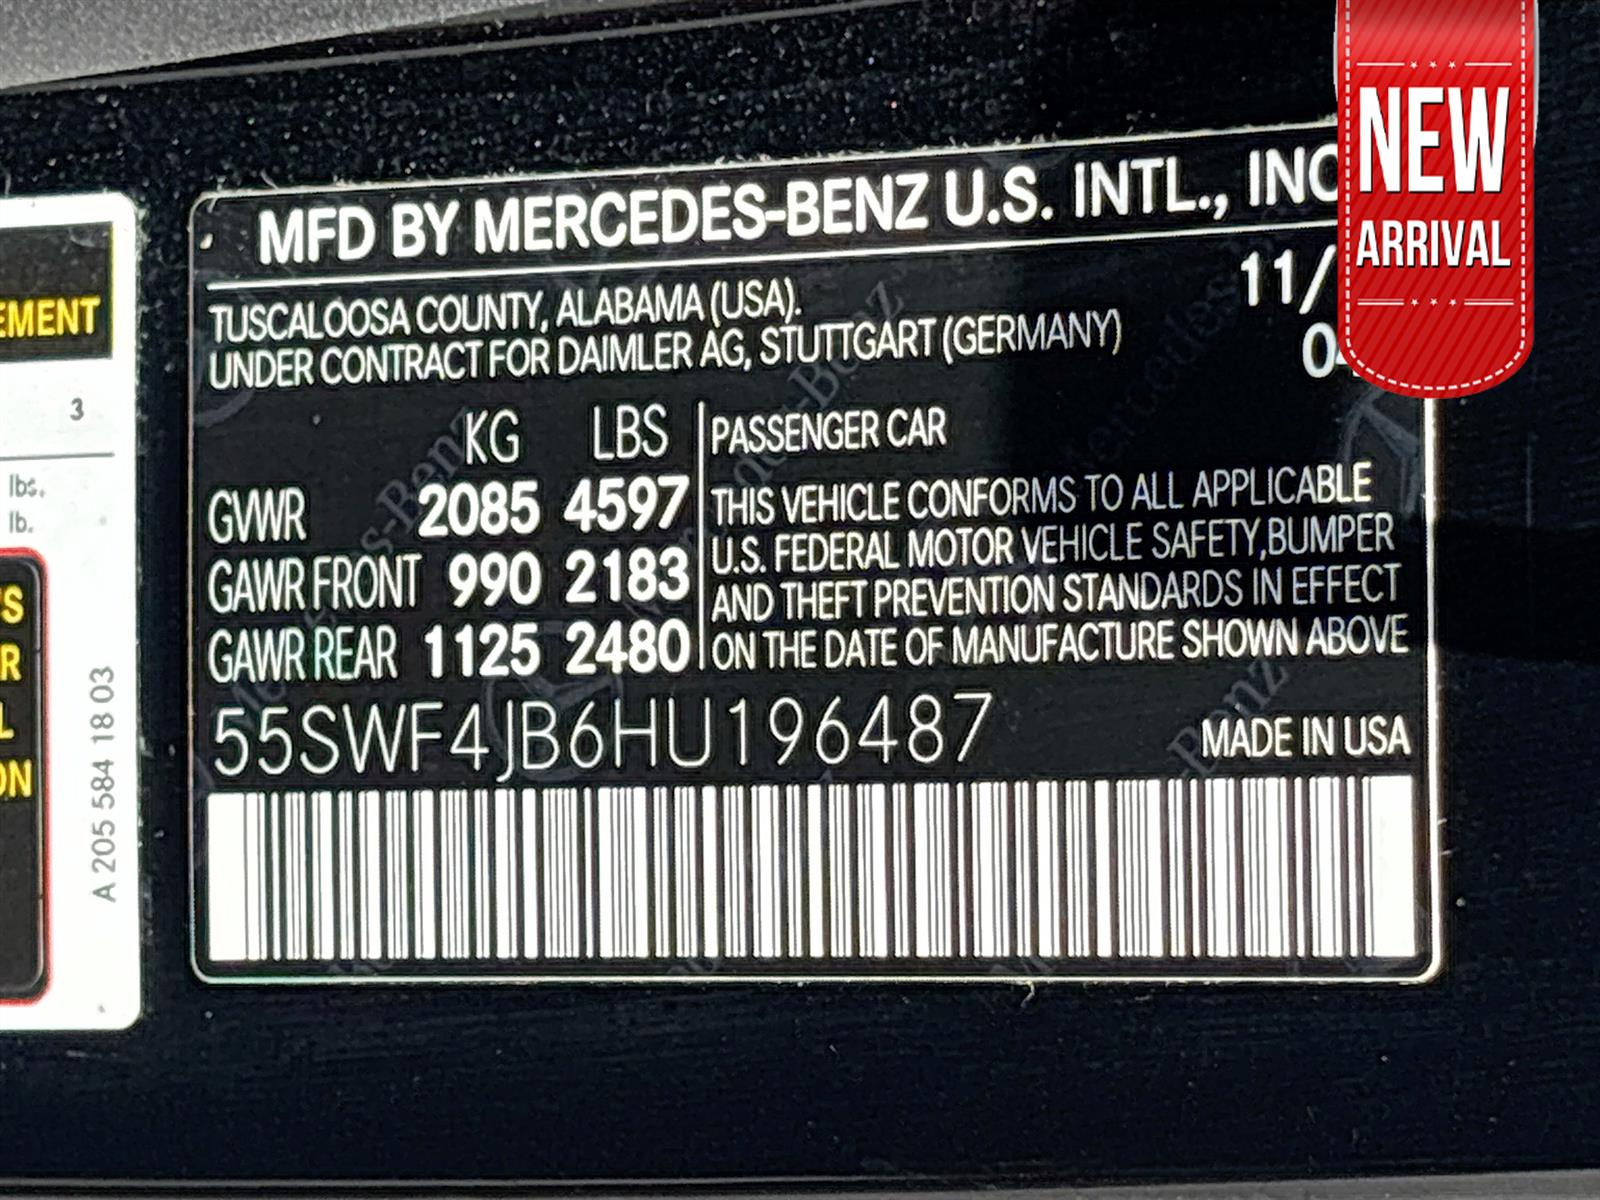 NEW
ARRIVAL
MFD BY MERCEDES-BENZ U.S. INTL., INC
TUSCALOOSA COUNTY, ALABAMA (USA).
11/
UNDER CONTRACT FOR DAIMLER AG, STUTTGART (GERMANY)
04
KG LBS
GVWR 2085 4597
GAWR FRONT 990 2183
GAWR REAR 1125 2480
PASSENGER CAR
THIS VEHICLE CONFORMS TO ALL APPLICABLE
U.S. FEDERAL MOTOR VEHICLE SAFETY,BUMPER
AND THEFT PREVENTION STANDARDS IN EFFECT
ON THE DATE OF MANUFACTURE SHOWN ABOVE
55SWF4JB6HU196487
MADE IN USA
EMENT
3
lbs.
lb.
S
R
L
ON
A 205 584 18 03